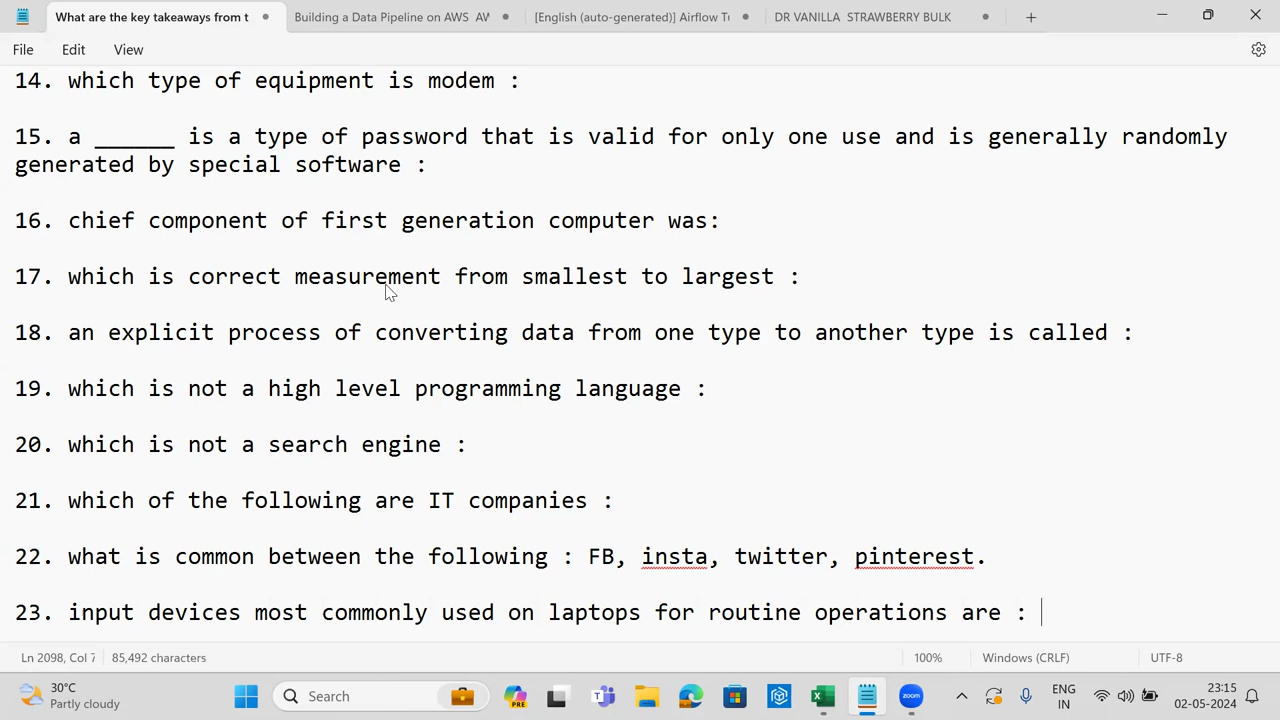 What are the key takeaways from t
Building a Data Pipeline on AWS AV
[English (auto-generated)] Airflow Tu
DR VANILLA STRAWBERRY BULK
File Edit View
14. which type of equipment is modem :
15. a ______ is a type of password that is valid for only one use and is generally randomly
generated by special software :
16. chief component of first generation computer was:
17. which is correct measurement from smallest to largest :
18. an explicit process of converting data from one type to another type is called :
19. which is not a high level programming language :
20. which is not a search engine :
21. which of the following are IT companies :
22. what is common between the following : FB, insta, twitter, pinterest.
23. input devices most commonly used on laptops for routine operations are :
Ln 2098, Col 7 85,492 characters 100% Windows (CRLF) UTF-8
30°C
Partly cloudy
Search
PRE
zoom
ENG
IN
23:15
02-05-2024